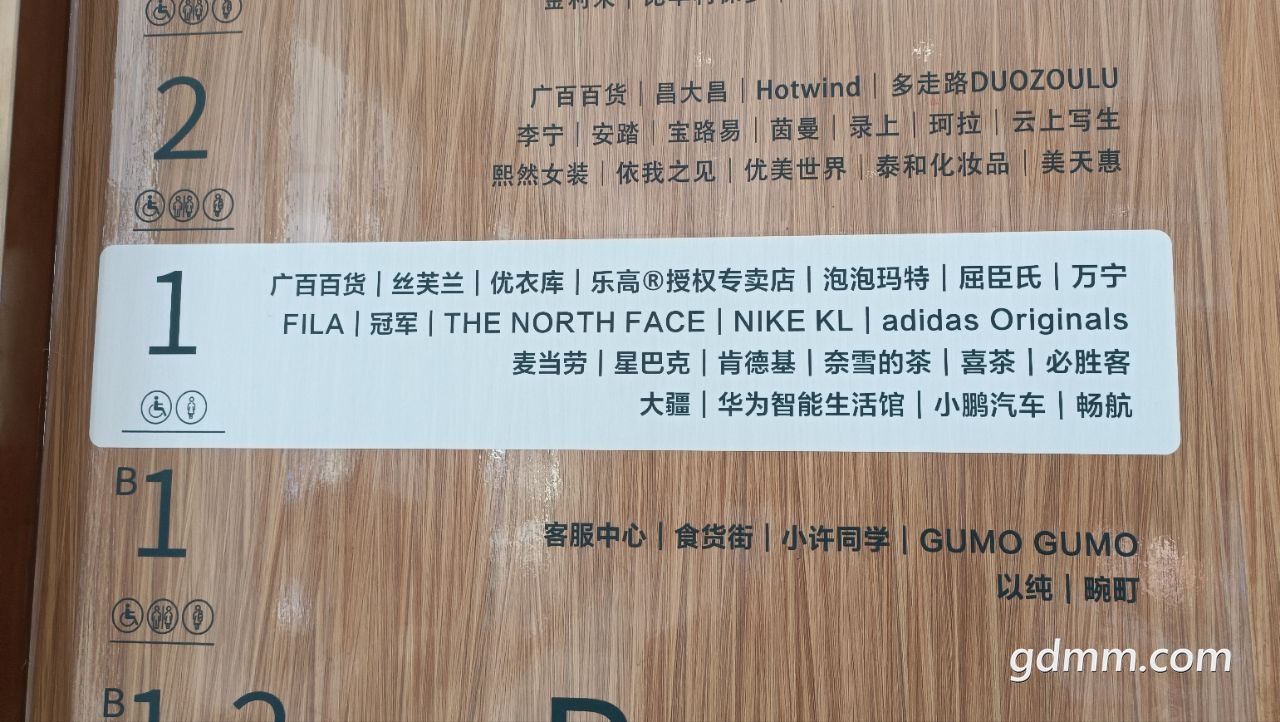 2
广百百货 | 昌大昌 | Hotwind | 多走路DUOZOULU
李宁 | 安踏 | 宝路易 | 茵曼 | 录上 | 珂拉 | 云上写生
熙然女装 | 依我之见 | 优美世界 | 泰和化妆品 | 美天惠
1
广百百货 | 丝芙兰 | 优衣库 | 乐高®授权专卖店 | 泡泡玛特 | 屈臣氏 | 万宁
FILA | 冠军 | THE NORTH FACE | NIKE KL | adidas Originals
麦当劳 | 星巴克 | 肯德基 | 奈雪的茶 | 喜茶 | 必胜客
大疆 | 华为智能生活馆 | 小鹏汽车 | 畅航
B1
客服中心 | 食货街 | 小许同学 | GUMO GUMO
以纯 | 畹町
gdmm.com